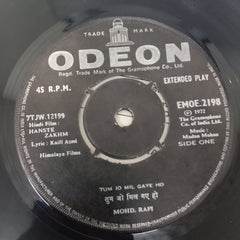 TRADE MARK
ODEON
Regd. Trade Mark of The Gramophone Co., Ltd.
45 R.P.M.
EXTENDED PLAY
7TJW.12199
Hindi Film:
HANSTE
ZAKHM
Lyric: Kaifi Azmi
Himalaya Films
EMOE.2198
℗ 1972
The Gramophone Co.
of India Ltd.
Music:
Madan Mohan
SIDE ONE
TUM JO MIL GAYE HO
तुम जो मिल गए हो
MOHD. RAFI